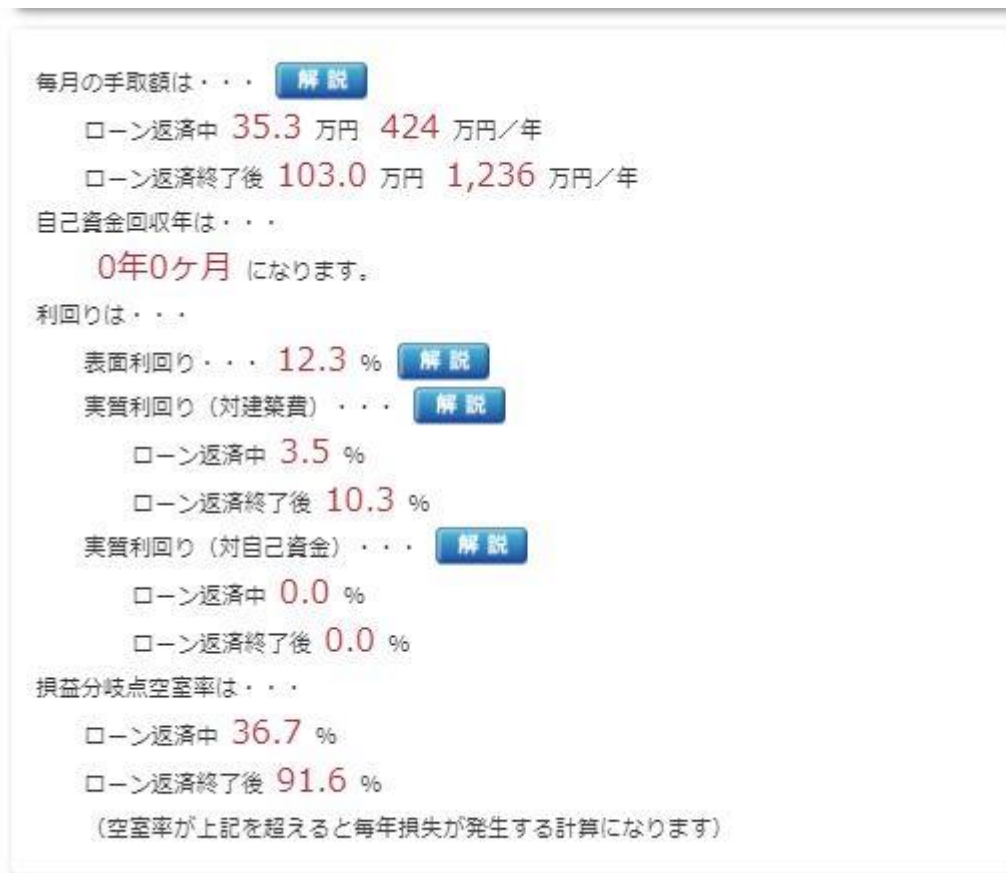 毎月の手取額は・・・ 解説
ローン返済中 35.3 万円 424 万円／年
ローン返済終了後 103.0 万円 1,236 万円／年
自己資金回収年は・・・
0年0ヶ月 になります。
利回りは・・・
表面利回り・・・ 12.3 % 解説
実質利回り（対建築費）・・・ 解説
ローン返済中 3.5 %
ローン返済終了後 10.3 %
実質利回り（対自己資金）・・・ 解説
ローン返済中 0.0 %
ローン返済終了後 0.0 %
損益分岐点空室率は・・・
ローン返済中 36.7 %
ローン返済終了後 91.6 %
（空室率が上記を超えると毎年損失が発生する計算になります）